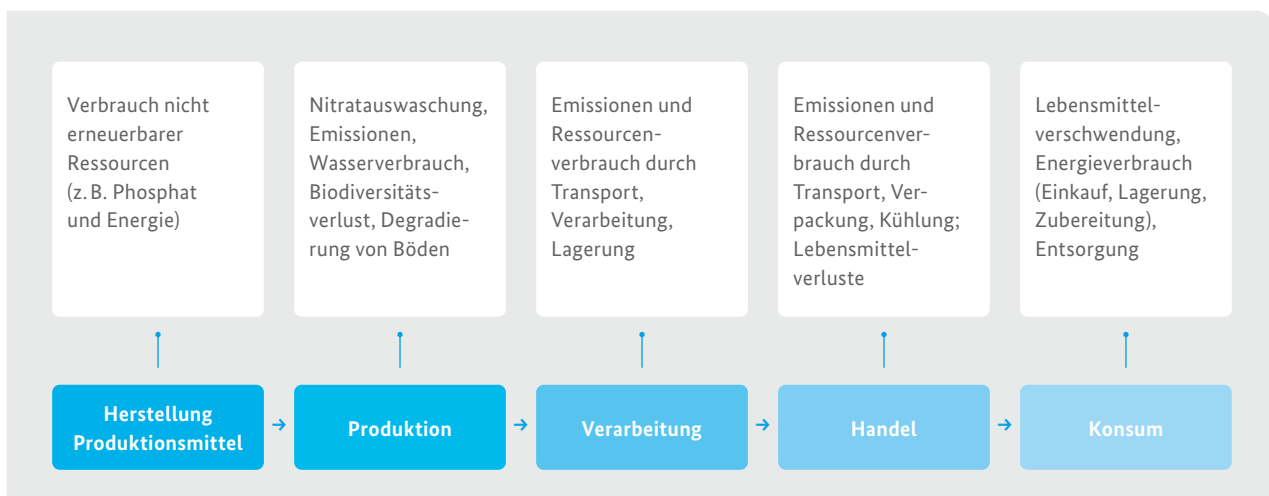 Verbrauch nicht
erneuerbarer
Ressourcen
(z. B. Phosphat
und Energie)
Nitratauswaschung,
Emissionen,
Wasserverbrauch,
Biodiversitäts-
verlust, Degradie-
rung von Böden
Emissionen und
Ressourcen-
verbrauch durch
Transport,
Verarbeitung,
Lagerung
Emissionen und
Ressourcenver-
brauch durch
Transport, Ver-
packung, Kühlung;
Lebensmittel-
verluste
Lebensmittel-
verschwendung,
Energieverbrauch
(Einkauf, Lagerung,
Zubereitung),
Entsorgung
Herstellung
Produktionsmittel
Produktion
Verarbeitung
Handel
Konsum